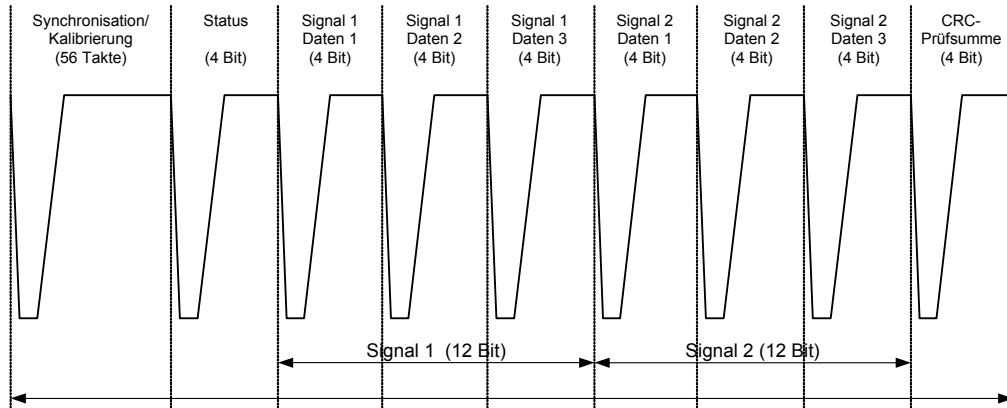 Synchronisation/
Kalibrierung
(56 Takte)
Status
(4 Bit)
Signal 1
Daten 1
(4 Bit)
Signal 1
Daten 2
(4 Bit)
Signal 1
Daten 3
(4 Bit)
Signal 2
Daten 1
(4 Bit)
Signal 2
Daten 2
(4 Bit)
Signal 2
Daten 3
(4 Bit)
CRC-
Prüfsumme
(4 Bit)
Signal 1 (12 Bit)
Signal 2 (12 Bit)